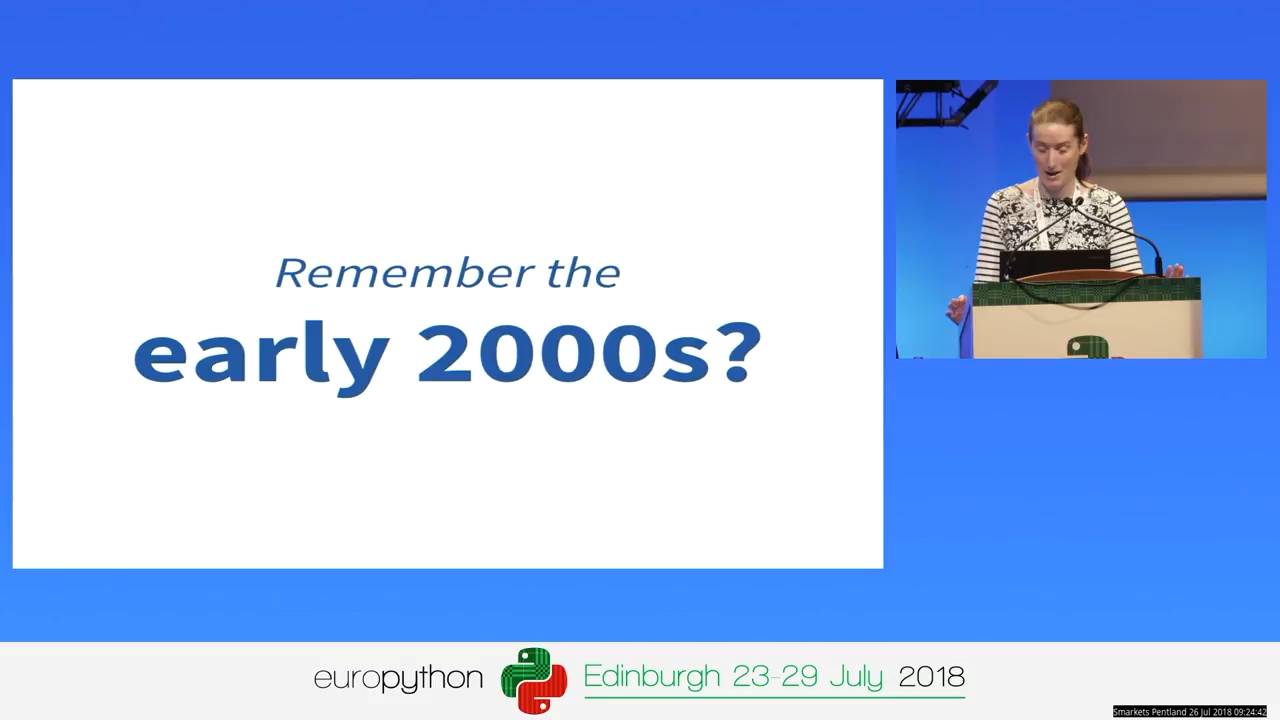 Remember the
early 2000s?
europython Edinburgh 23-29 July 2018
Smarkets Pentland 26 Jul 2018 09:24:42